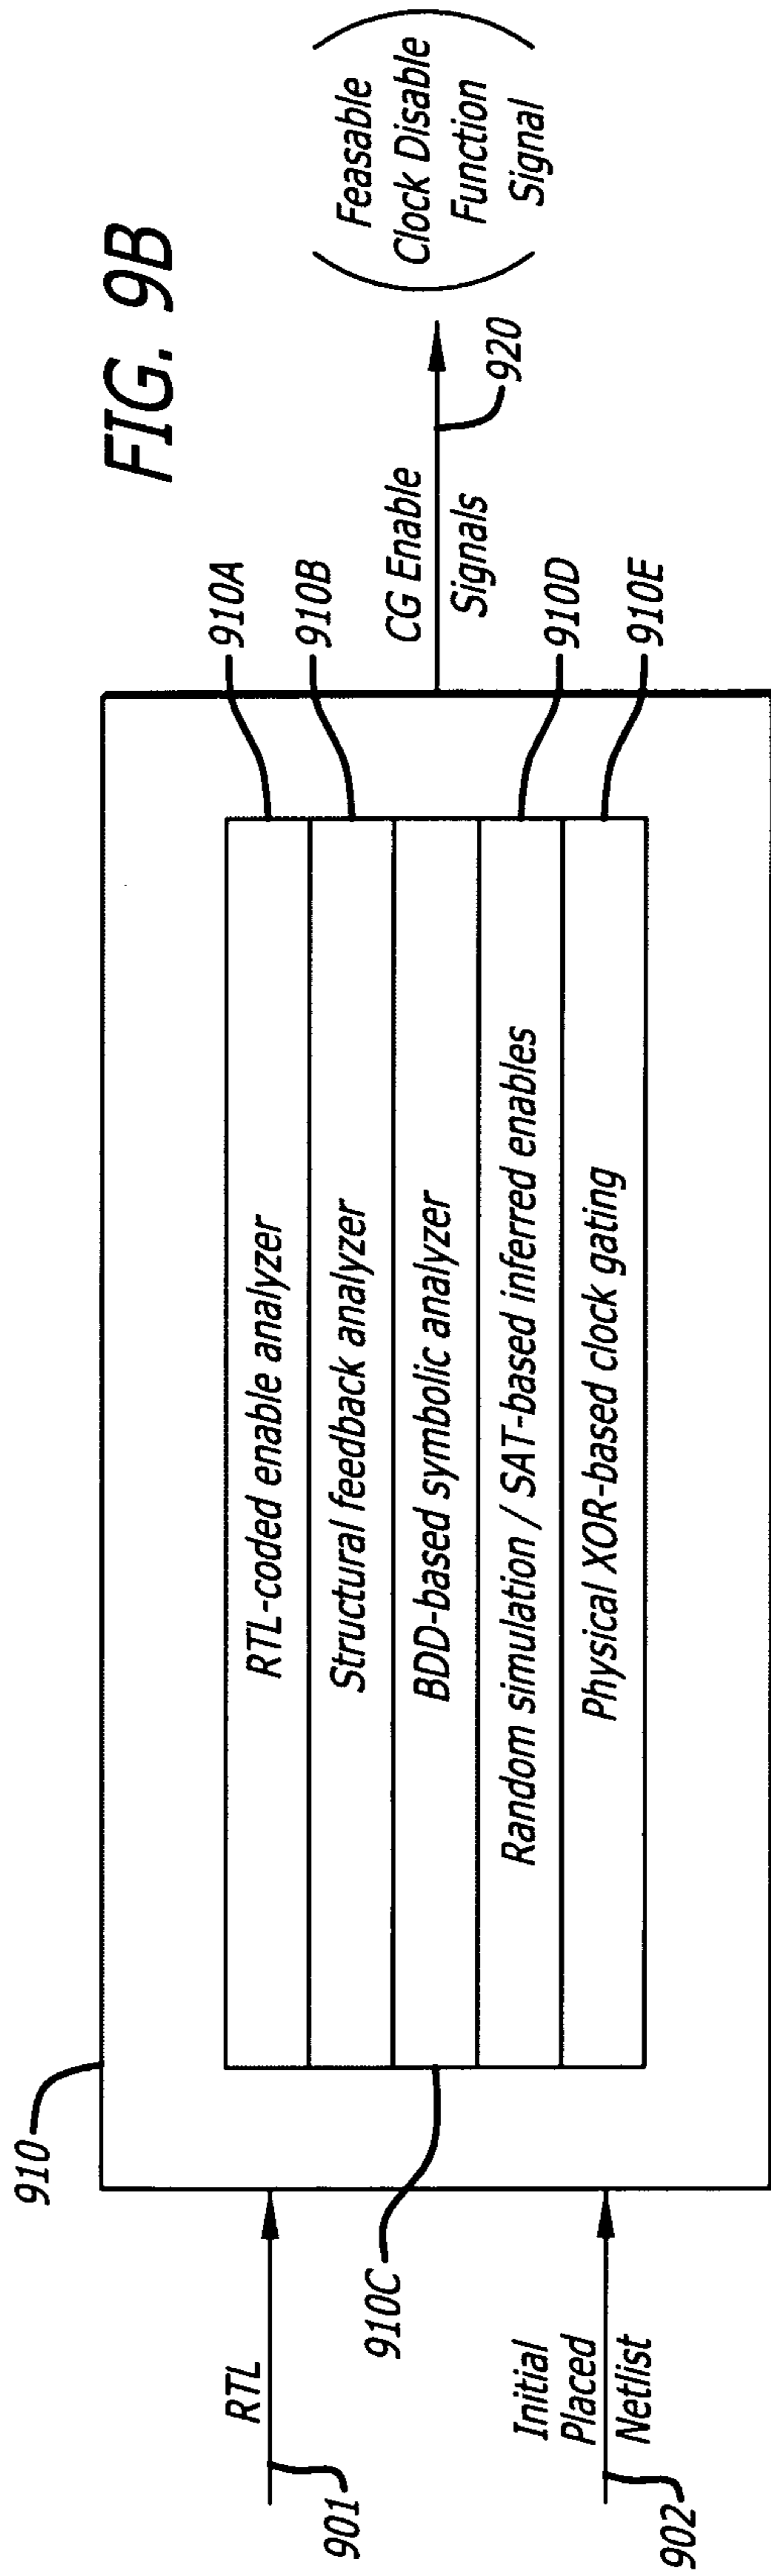 FIG. 9B
910
RTL
901
Initial
Placed
Netlist
902
RTL-coded enable analyzer
Structural feedback analyzer
BDD-based symbolic analyzer
Random simulation / SAT-based inferred enables
Physical XOR-based clock gating
910A
910B
910C
910D
910E
CG Enable
Signals
920
Feasable
Clock Disable
Function
Signal